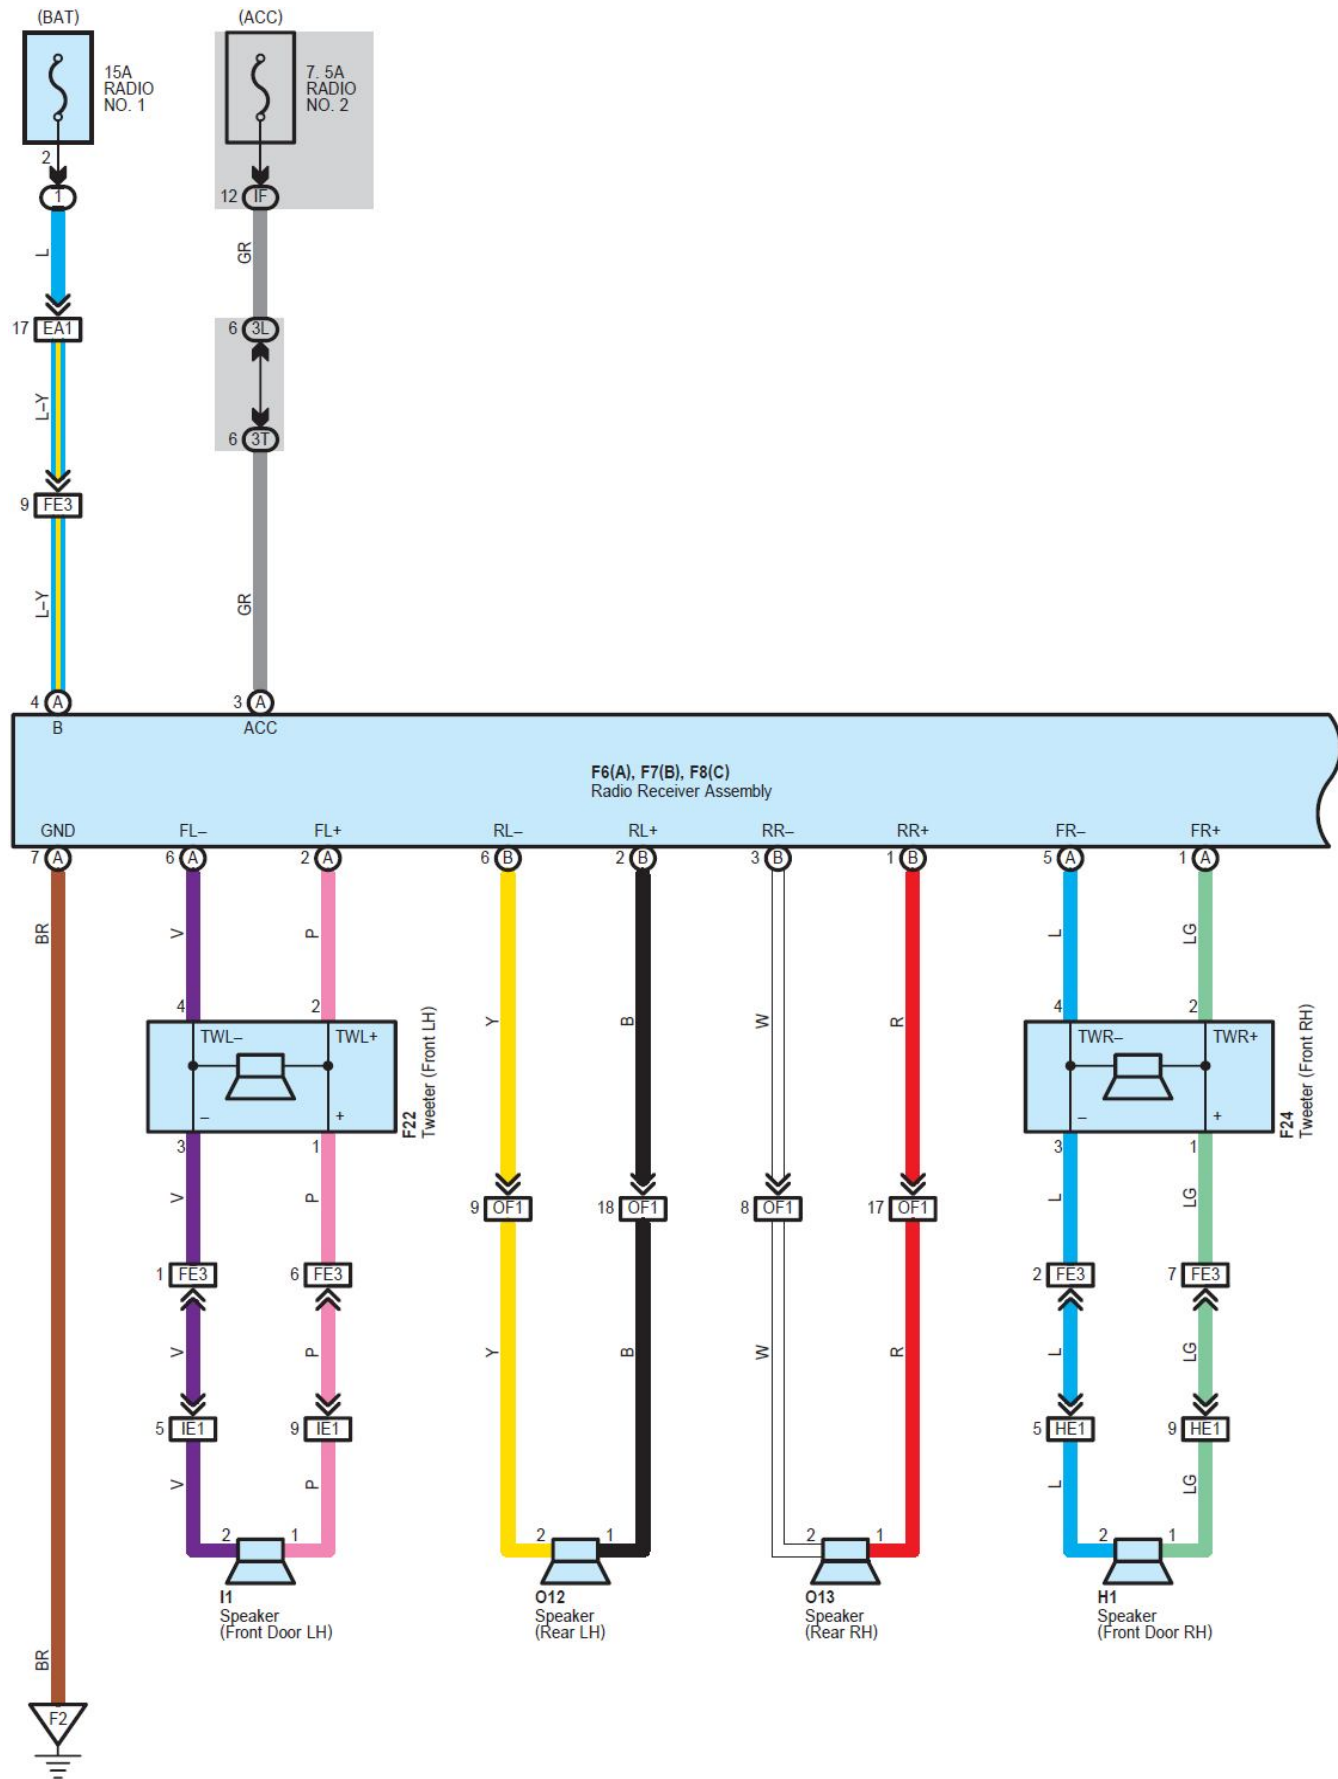 (BAT)
(ACC)
15A
RADIO
NO. 1
7. 5A
RADIO
NO. 2
2
1
12 IF
L
GR
17 EA1
6 3L
L–Y
6 3T
9 FE3
L–Y
GR
4 A
3 A
B
ACC
F6(A), F7(B), F8(C)
Radio Receiver Assembly
GND FL– FL+ RL– RL+ RR– RR+ FR– FR+
7 A 6 A 2 A 6 B 2 B 3 B 1 B 5 A 1 A
BR V P L LG
4 2 4 2
Y B W R
TWL– TWL+ TWR– TWR+
– + – +
F22
Tweeter (Front LH)
F24
Tweeter (Front RH)
3 1 3 1
V P L LG
9 OF1 18 OF1 8 OF1 17 OF1
1 FE3 6 FE3 2 FE3 7 FE3
V P Y B W R L LG
5 IE1 9 IE1 5 HE1 9 HE1
V P L LG
2 1 2 1 2 1 2 1
I1
Speaker
(Front Door LH)
O12
Speaker
(Rear LH)
O13
Speaker
(Rear RH)
H1
Speaker
(Front Door RH)
BR
F2